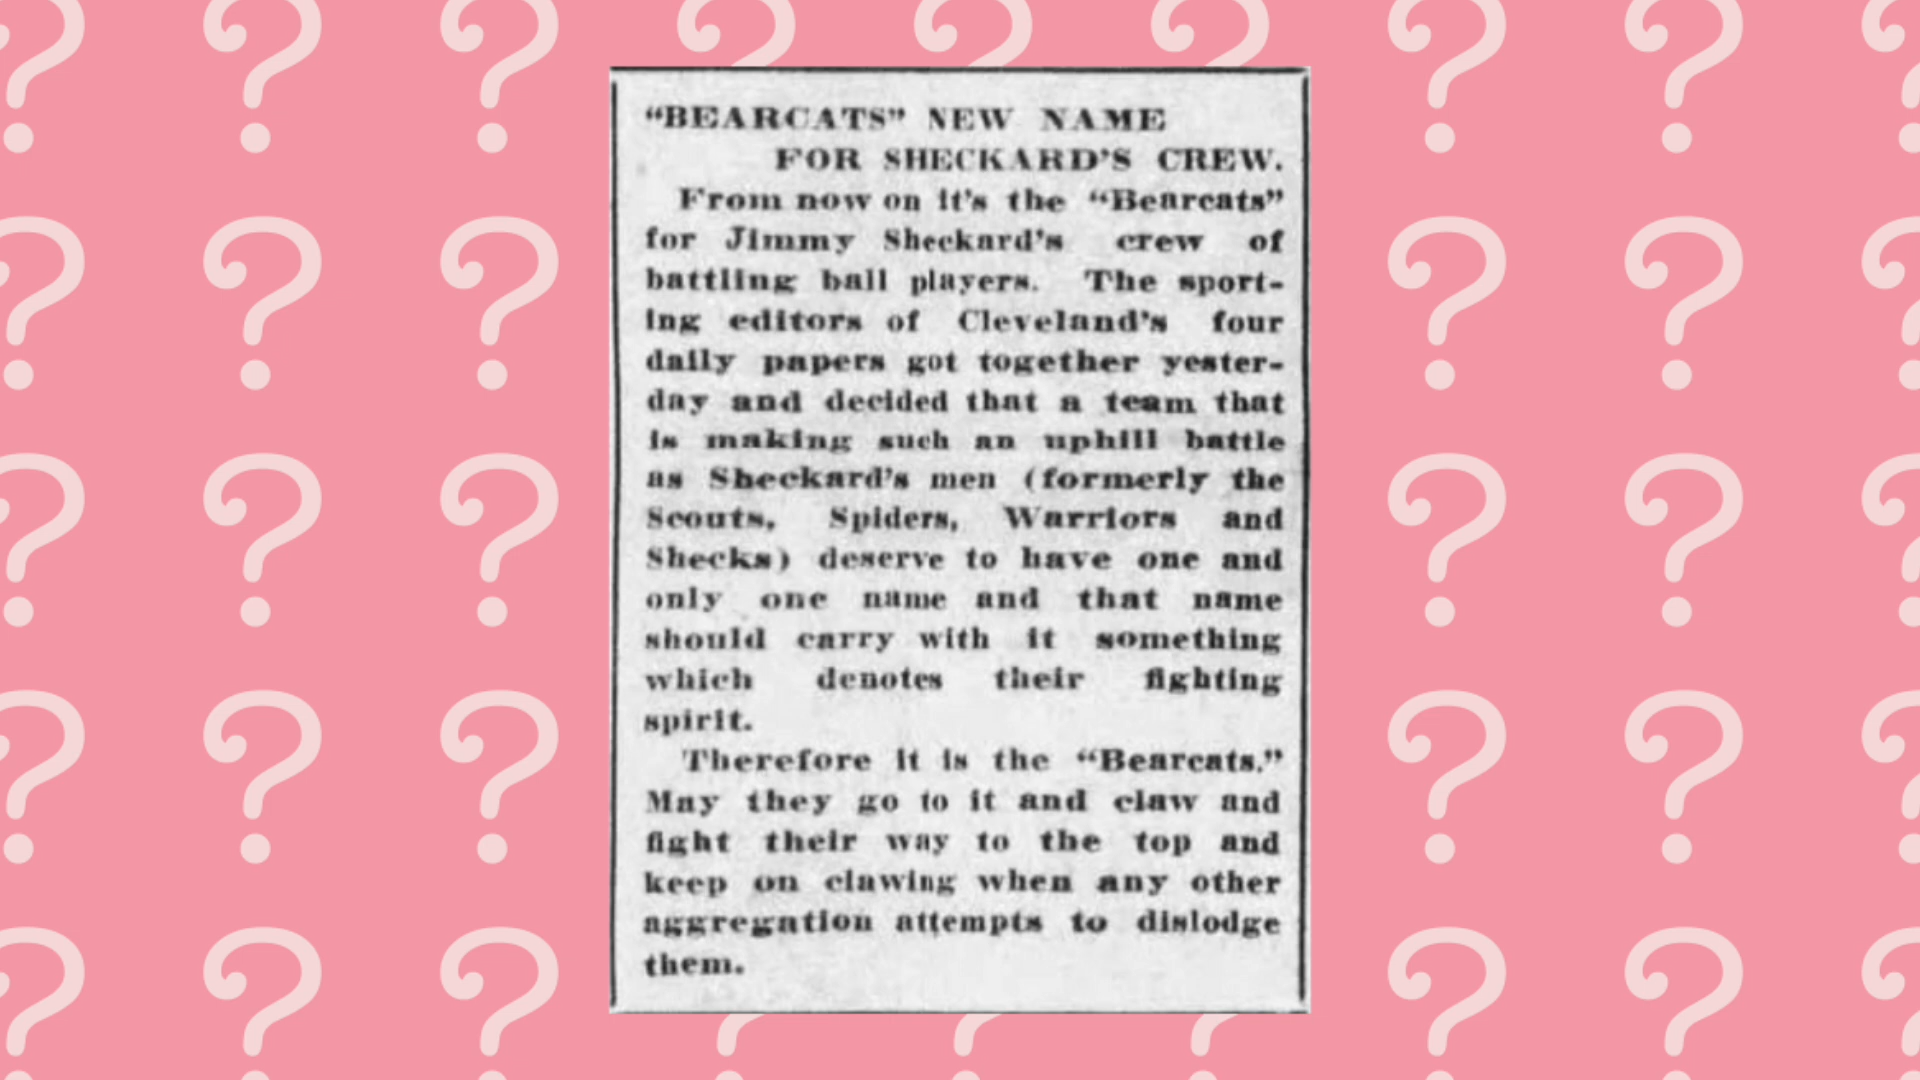 “BEARCATS” NEW NAME
FOR SHECKARD’S CREW.
From now on it’s the “Bearcats”
for Jimmy Sheckard’s crew of
battling ball players. The sport-
ing editors of Cleveland’s four
daily papers got together yester-
day and decided that a team that
is making such an uphill battle
as Sheckard’s men (formerly the
Scouts, Spiders, Warriors and
Shecks) deserve to have one and
only one name and that name
should carry with it something
which denotes their fighting
spirit.
Therefore it is the “Bearcats.”
May they go to it and claw and
fight their way to the top and
keep on clawing when any other
aggregation attempts to dislodge
them.